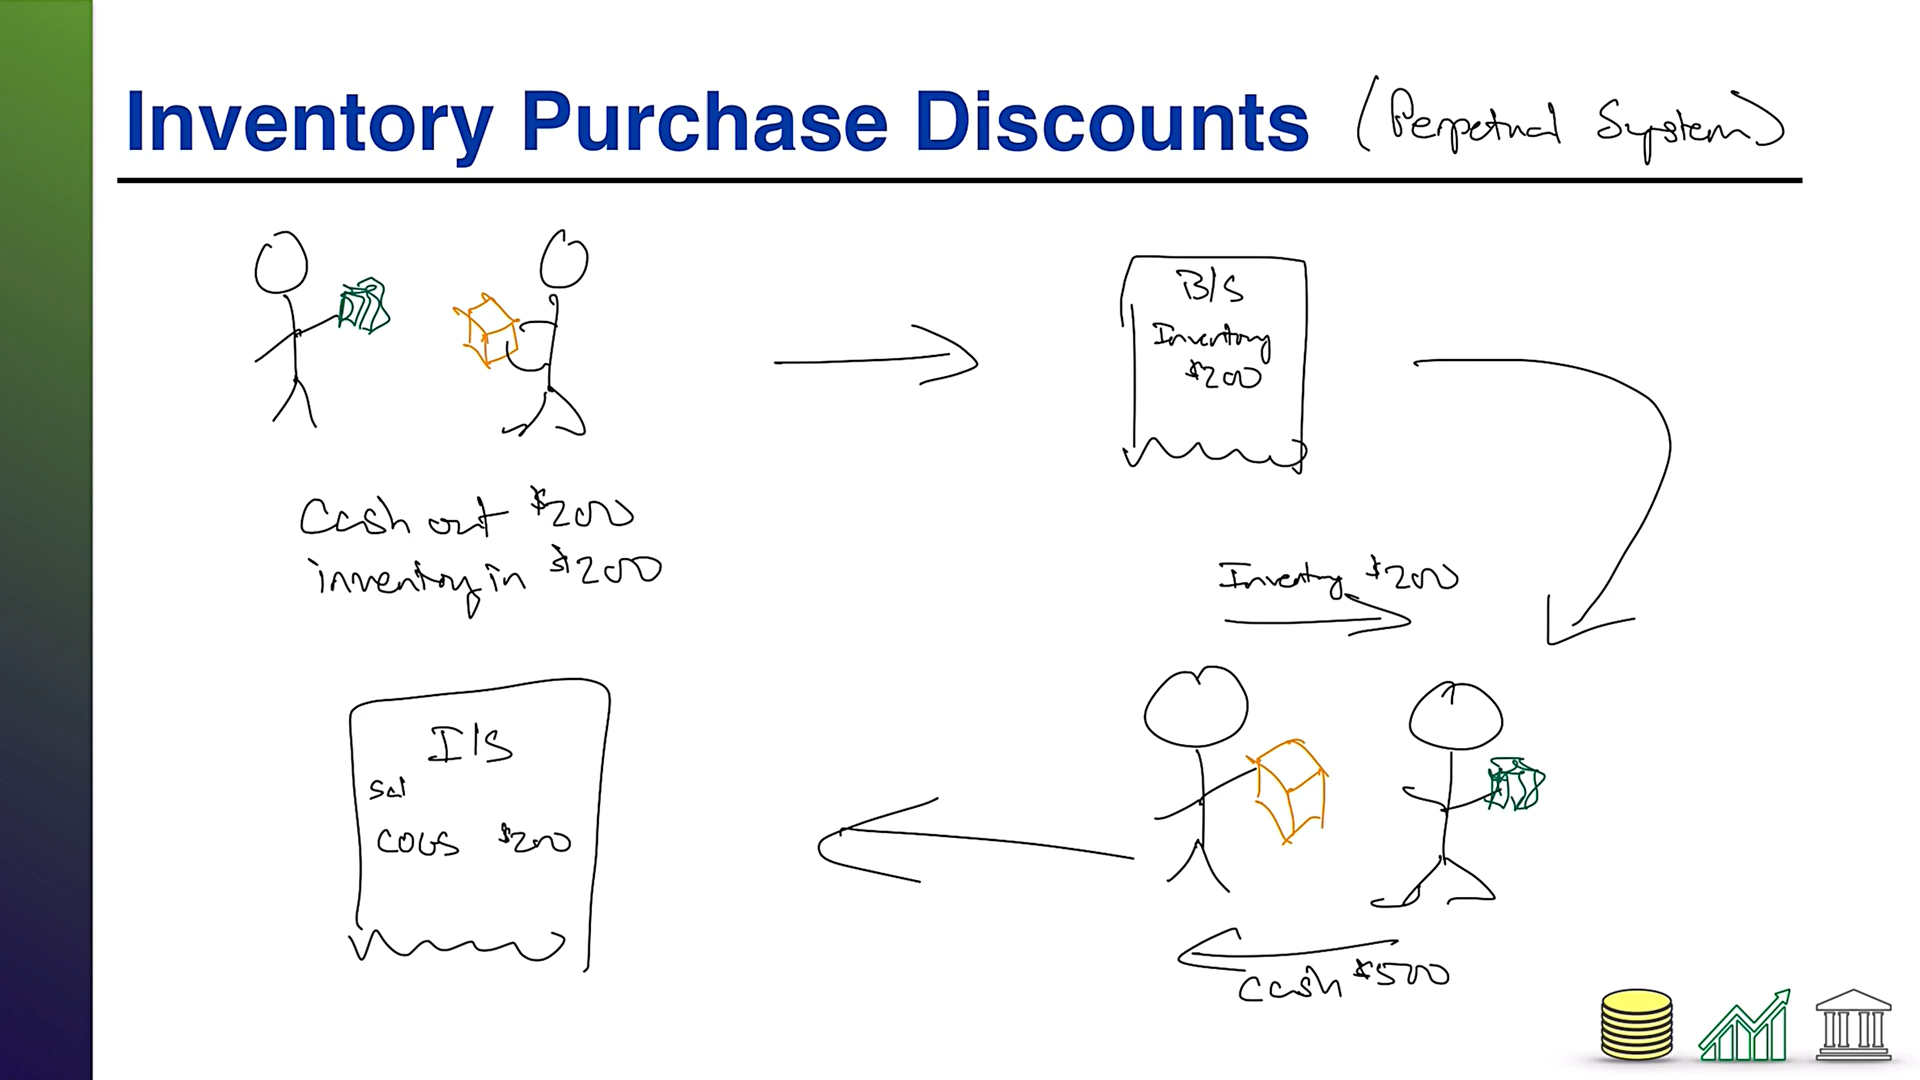 Inventory Purchase Discounts (Perpetual System)
B/S
Inventory
$200
Cash out $200
inventory in $200
Inventory $200
I/S
Sal
COGS $200
Cash $500